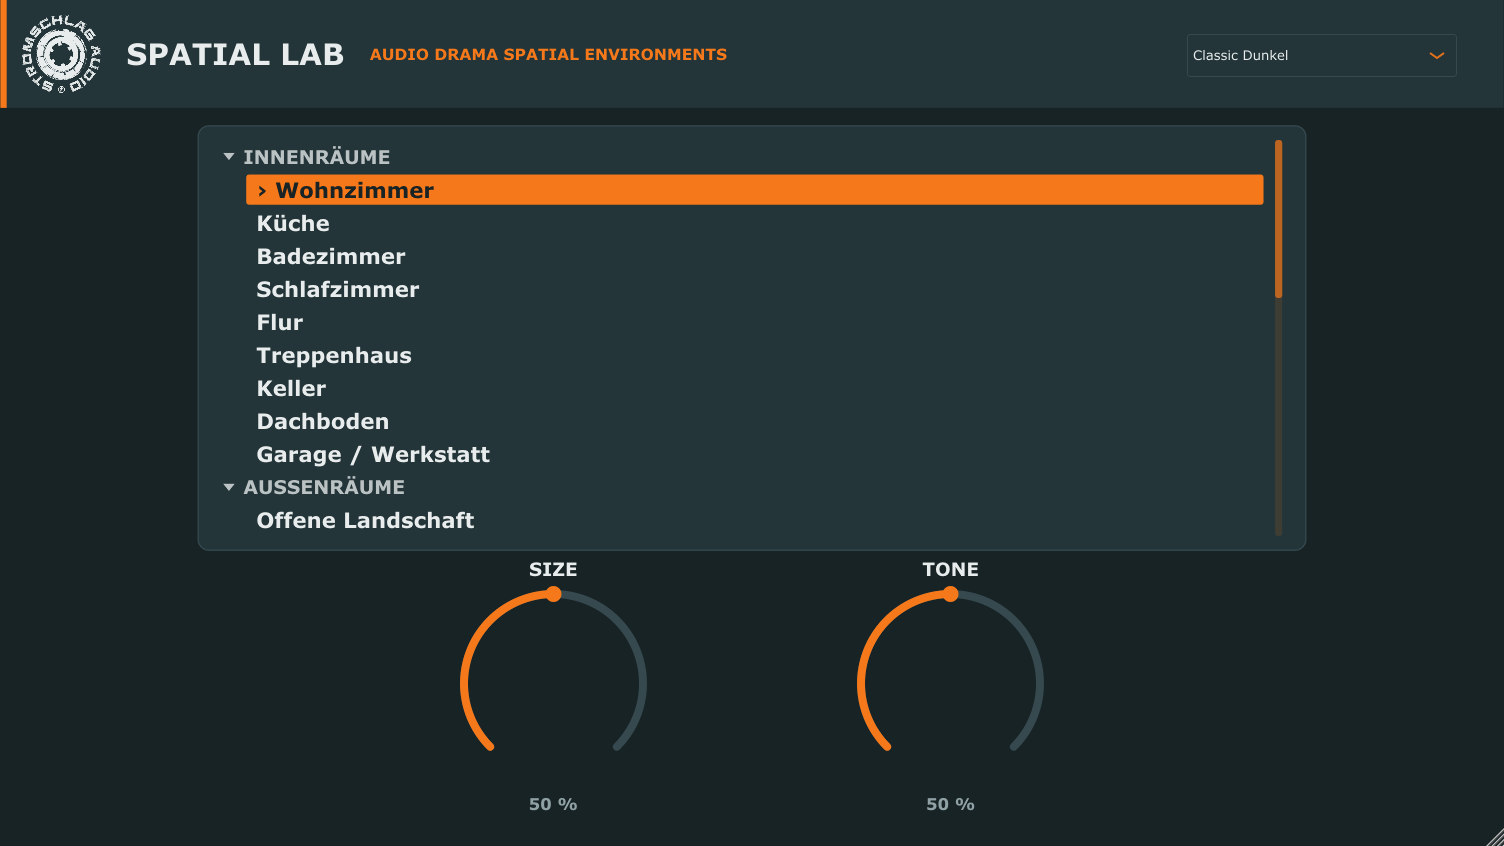 STROMSCHLAG AUDIO
SPATIAL LAB
AUDIO DRAMA SPATIAL ENVIRONMENTS
Classic Dunkel
INNENRÄUME
› Wohnzimmer
Küche
Badezimmer
Schlafzimmer
Flur
Treppenhaus
Keller
Dachboden
Garage / Werkstatt
AUSSENRÄUME
Offene Landschaft
SIZE
TONE
50 %
50 %